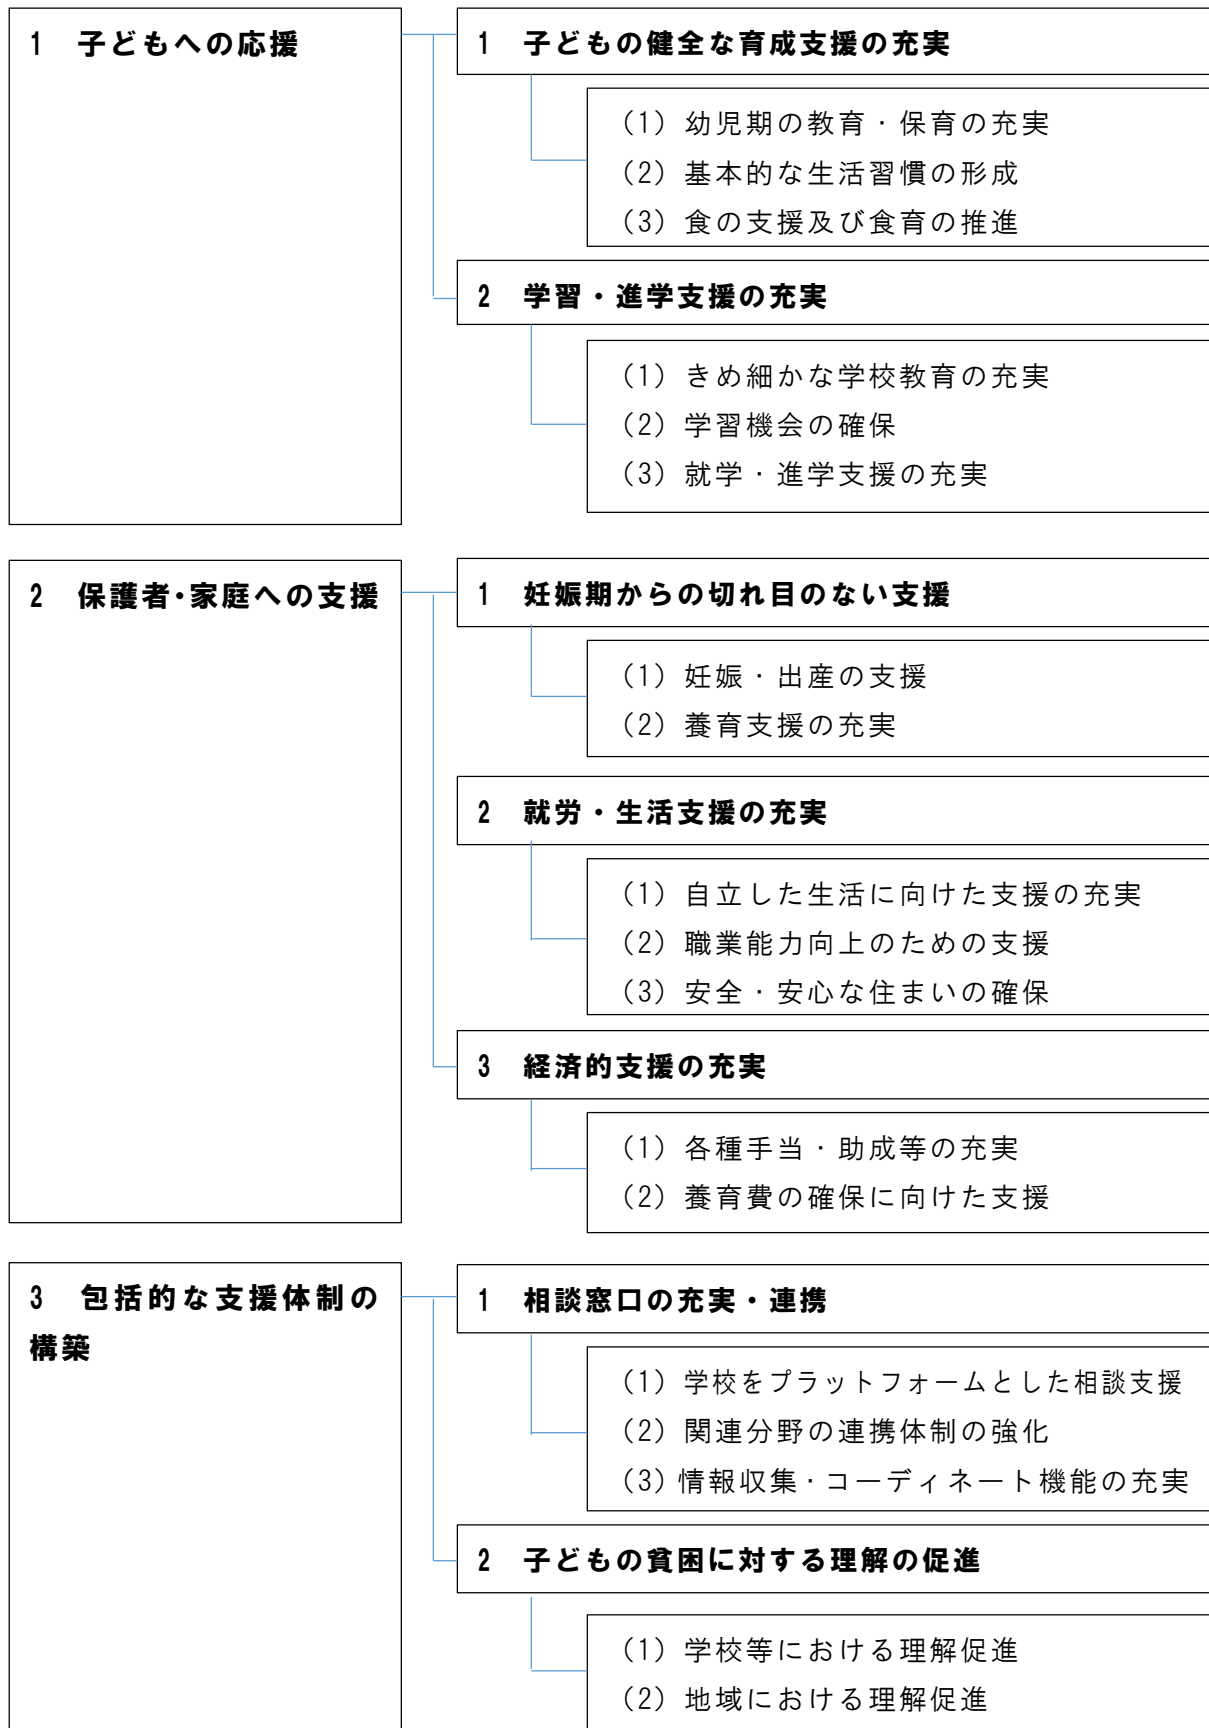 1 子どもへの応援
1 子どもの健全な育成支援の充実
(1) 幼児期の教育・保育の充実
(2) 基本的な生活習慣の形成
(3) 食の支援及び食育の推進
2 学習・進学支援の充実
(1) きめ細かな学校教育の充実
(2) 学習機会の確保
(3) 就学・進学支援の充実
2 保護者・家庭への支援
1 妊娠期からの切れ目のない支援
(1) 妊娠・出産の支援
(2) 養育支援の充実
2 就労・生活支援の充実
(1) 自立した生活に向けた支援の充実
(2) 職業能力向上のための支援
(3) 安全・安心な住まいの確保
3 経済的支援の充実
(1) 各種手当・助成等の充実
(2) 養育費の確保に向けた支援
3 包括的な支援体制の
構築
1 相談窓口の充実・連携
(1) 学校をプラットフォームとした相談支援
(2) 関連分野の連携体制の強化
(3) 情報収集・コーディネート機能の充実
2 子どもの貧困に対する理解の促進
(1) 学校等における理解促進
(2) 地域における理解促進